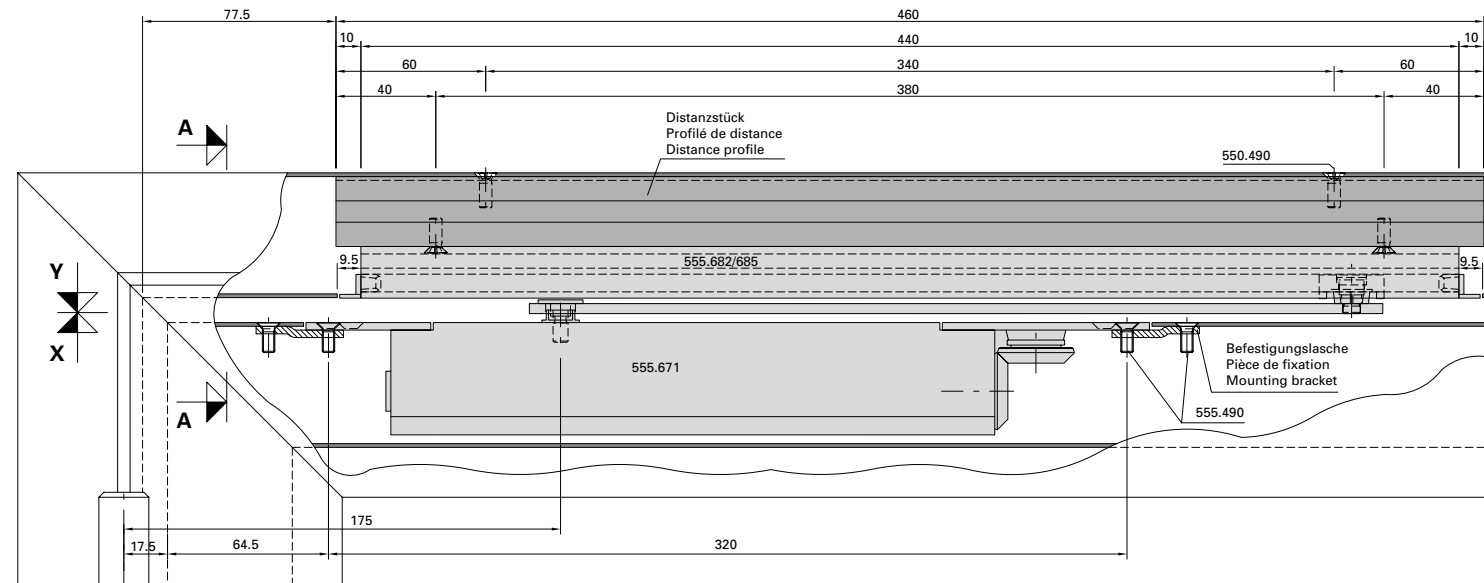 77.5
460
10
440
10
60
340
60
40
380
40
A
Distanzstück
Profilé de distance
Distance profile
550.490
Y
9.5
555.682/685
9.5
X
555.671
Befestigungslasche
Pièce de fixation
Mounting bracket
A
555.490
175
17.5
64.5
320